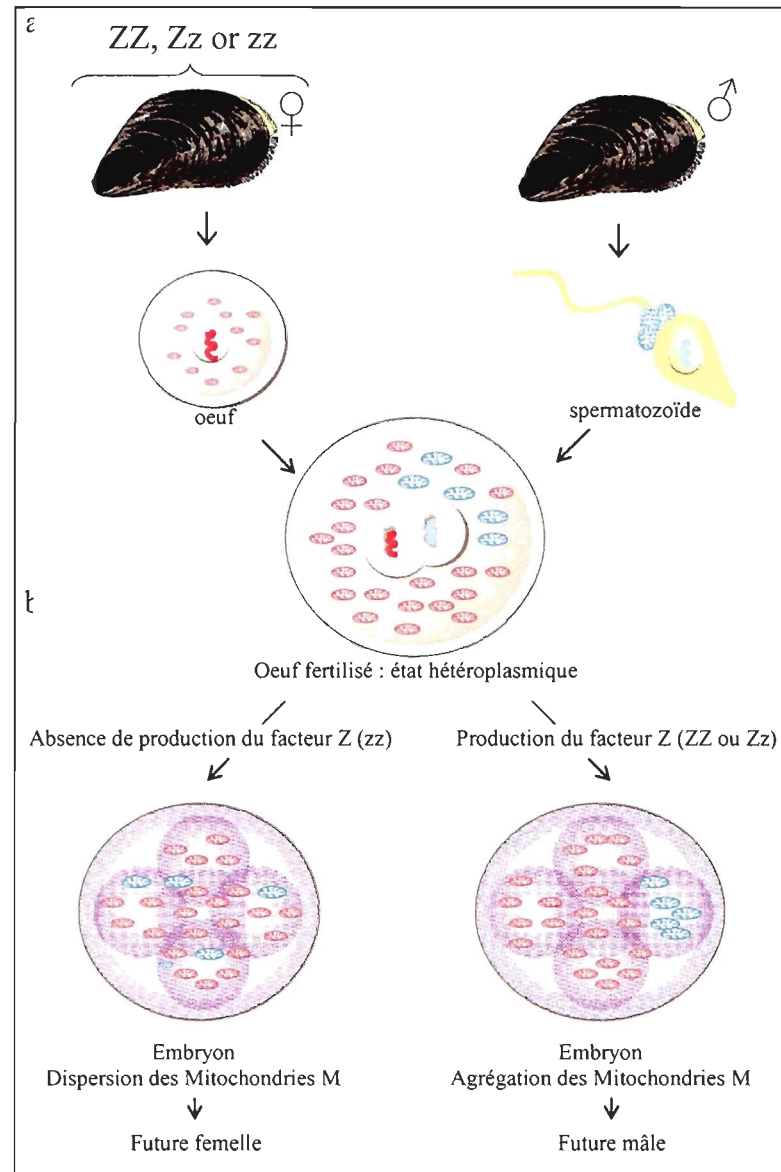 a
ZZ, Zz or zz
♀
♂
oeuf
spermatozoïde
b
Oeuf fertilisé : état hétéroplasmique
Absence de production du facteur Z (zz)
Production du facteur Z (ZZ ou Zz)
Embryon
Dispersion des Mitochondries M
Embryon
Agrégation des Mitochondries M
Future femelle
Future mâle